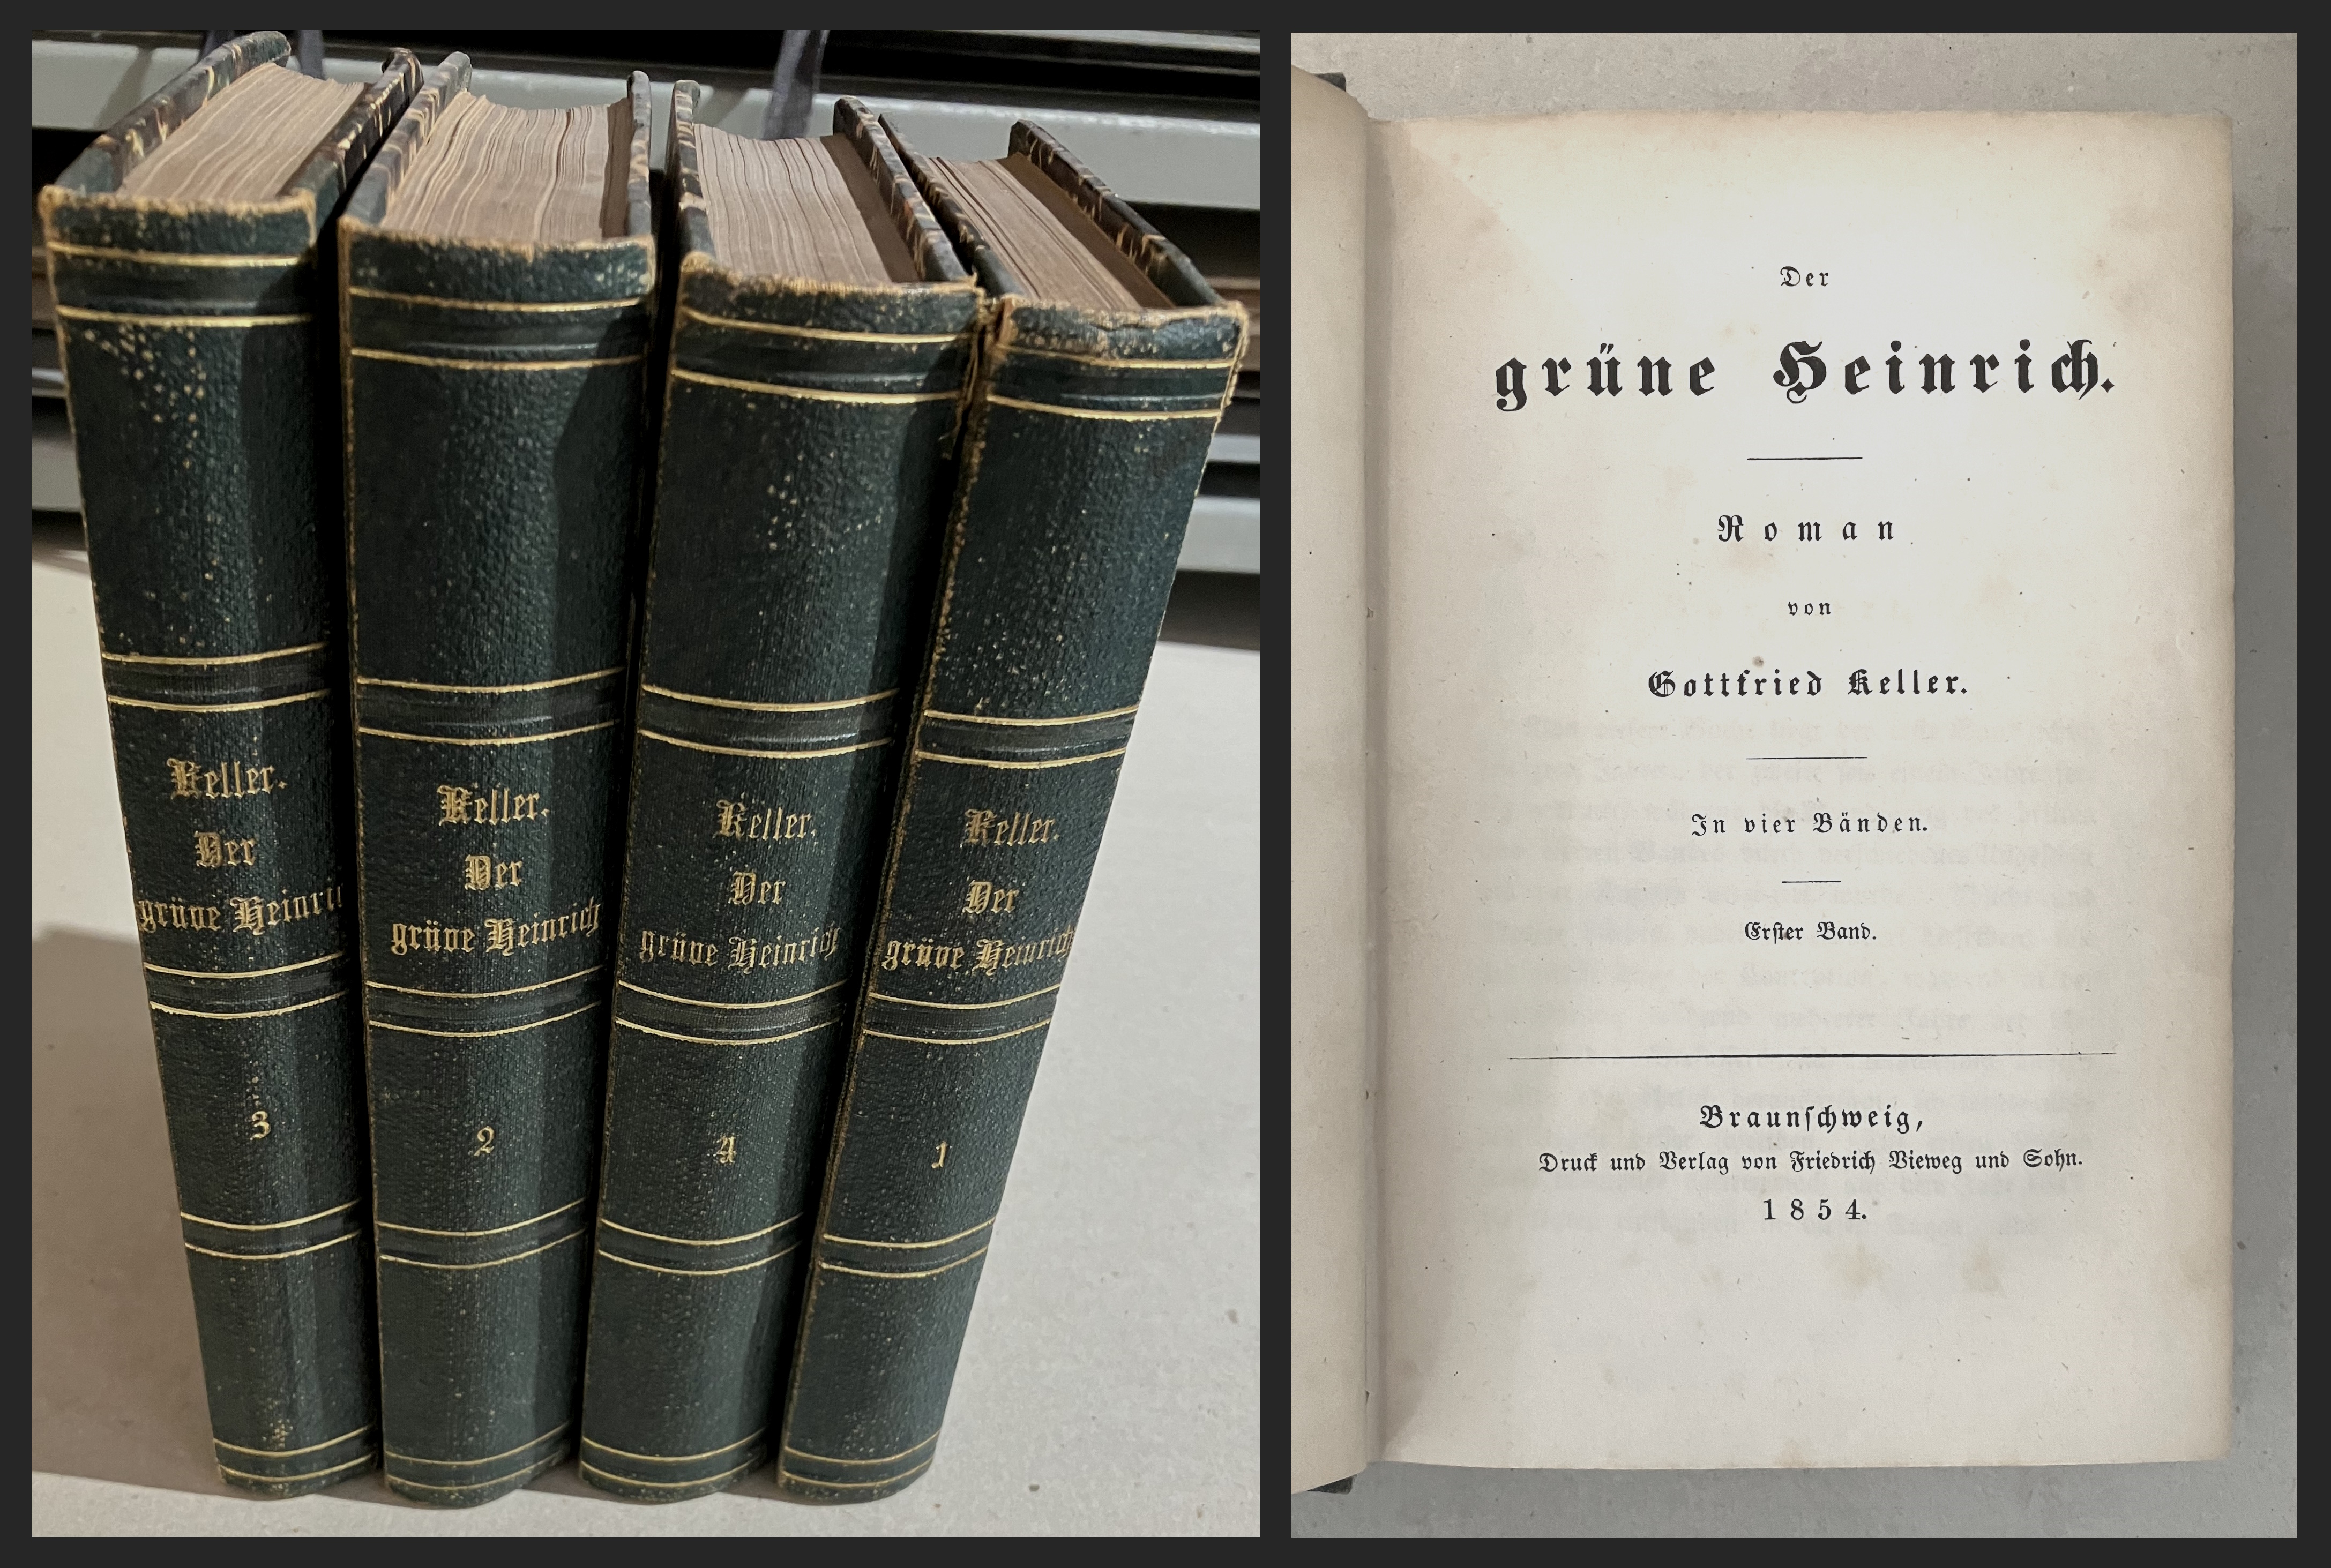 Keller.
Der
grüne Heinri
3
Keller.
Der
grüne Heinrich
2
Keller.
Der
grüne Heinrich
4
Keller.
Der
grüne Heinrich
1
Der
grüne Heinrich.
Roman
von
Gottfried Keller.
In vier Bänden.
Erſter Band.
Braunſchweig,
Druck und Verlag von Friedrich Vieweg und Sohn.
1854.